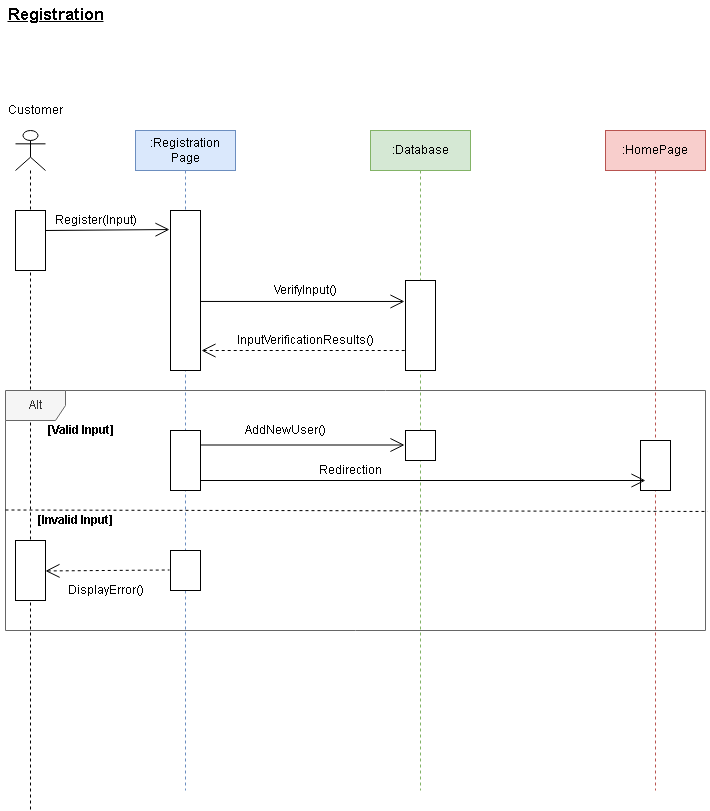 Registration
Customer
:Registration
Page
:Database
:HomePage
Register(Input)
VerifyInput()
InputVerificationResults()
Alt
[Valid Input]
AddNewUser()
Redirection
[Invalid Input]
DisplayError()